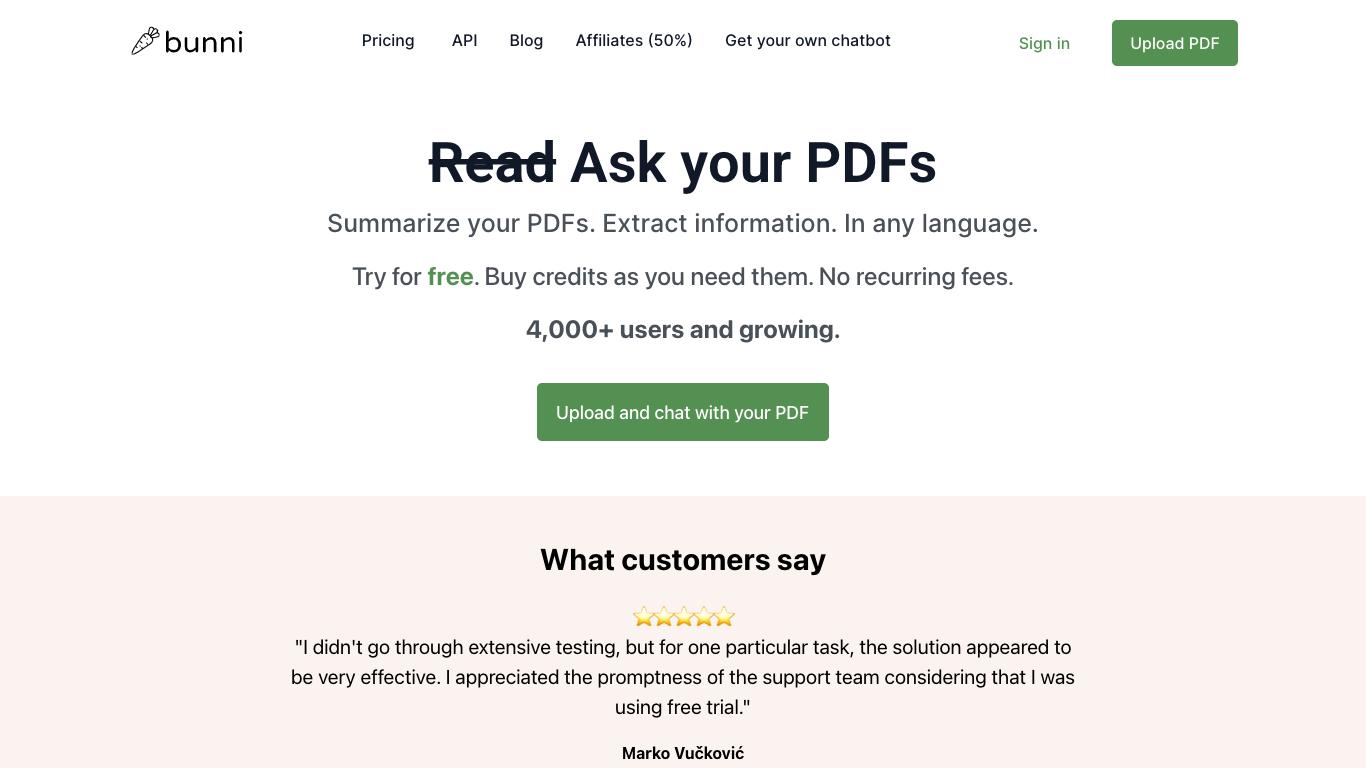 bunni
Pricing
API
Blog
Affiliates (50%)
Get your own chatbot
Sign in
Upload PDF
Read Ask your PDFs
Summarize your PDFs. Extract information. In any language.
Try for free. Buy credits as you need them. No recurring fees.
4,000+ users and growing.
Upload and chat with your PDF
What customers say
"I didn't go through extensive testing, but for one particular task, the solution appeared to
be very effective. I appreciated the promptness of the support team considering that I was
using free trial."
Marko Vučković